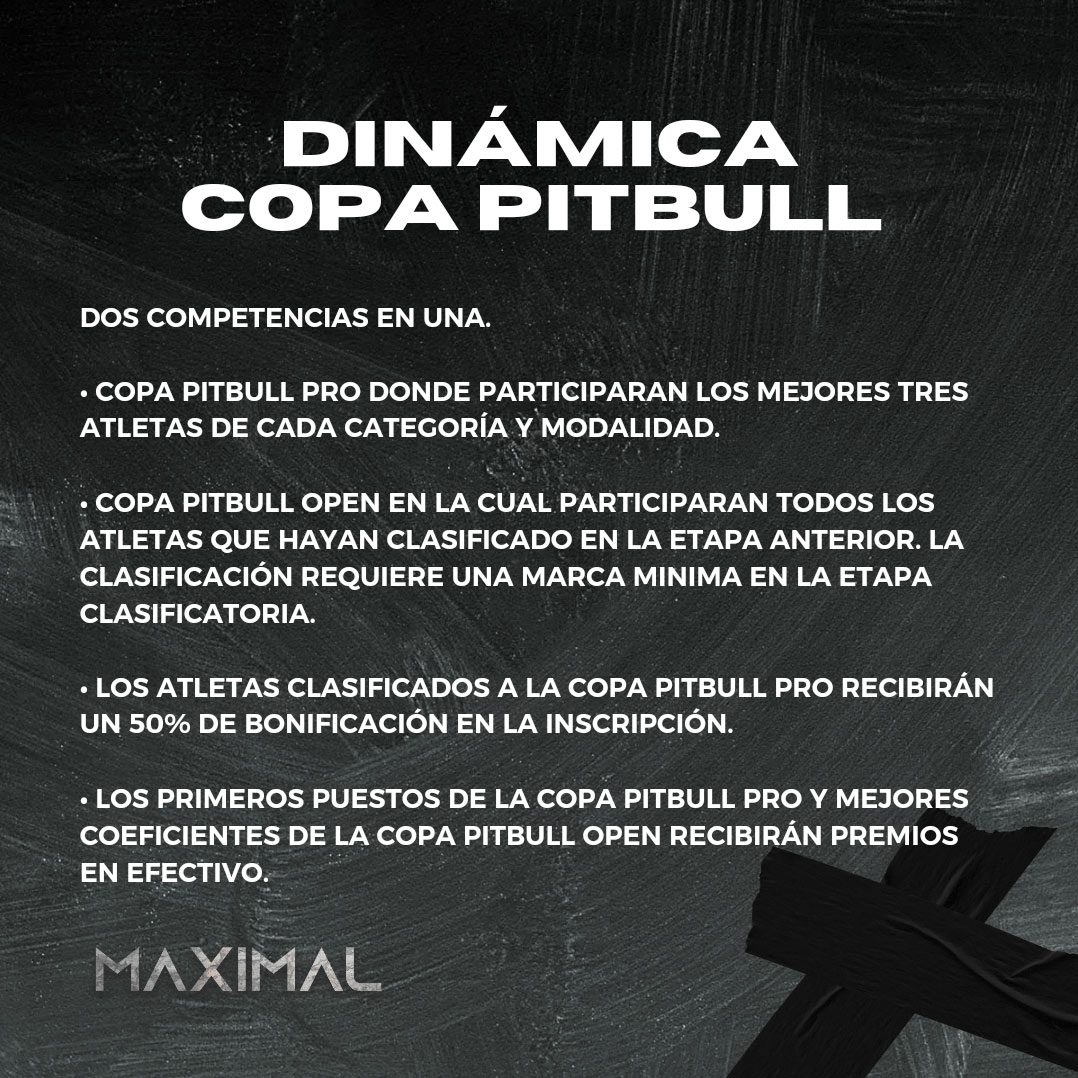 DINÁMICA
COPA PITBULL
DOS COMPETENCIAS EN UNA.
• COPA PITBULL PRO DONDE PARTICIPARAN LOS MEJORES TRES
ATLETAS DE CADA CATEGORÍA Y MODALIDAD.
• COPA PITBULL OPEN EN LA CUAL PARTICIPARAN TODOS LOS
ATLETAS QUE HAYAN CLASIFICADO EN LA ETAPA ANTERIOR. LA
CLASIFICACIÓN REQUIERE UNA MARCA MINIMA EN LA ETAPA
CLASIFICATORIA.
• LOS ATLETAS CLASIFICADOS A LA COPA PITBULL PRO RECIBIRÁN
UN 50% DE BONIFICACIÓN EN LA INSCRIPCIÓN.
• LOS PRIMEROS PUESTOS DE LA COPA PITBULL PRO Y MEJORES
COEFICIENTES DE LA COPA PITBULL OPEN RECIBIRÁN PREMIOS
EN EFECTIVO.
MAXIMAL